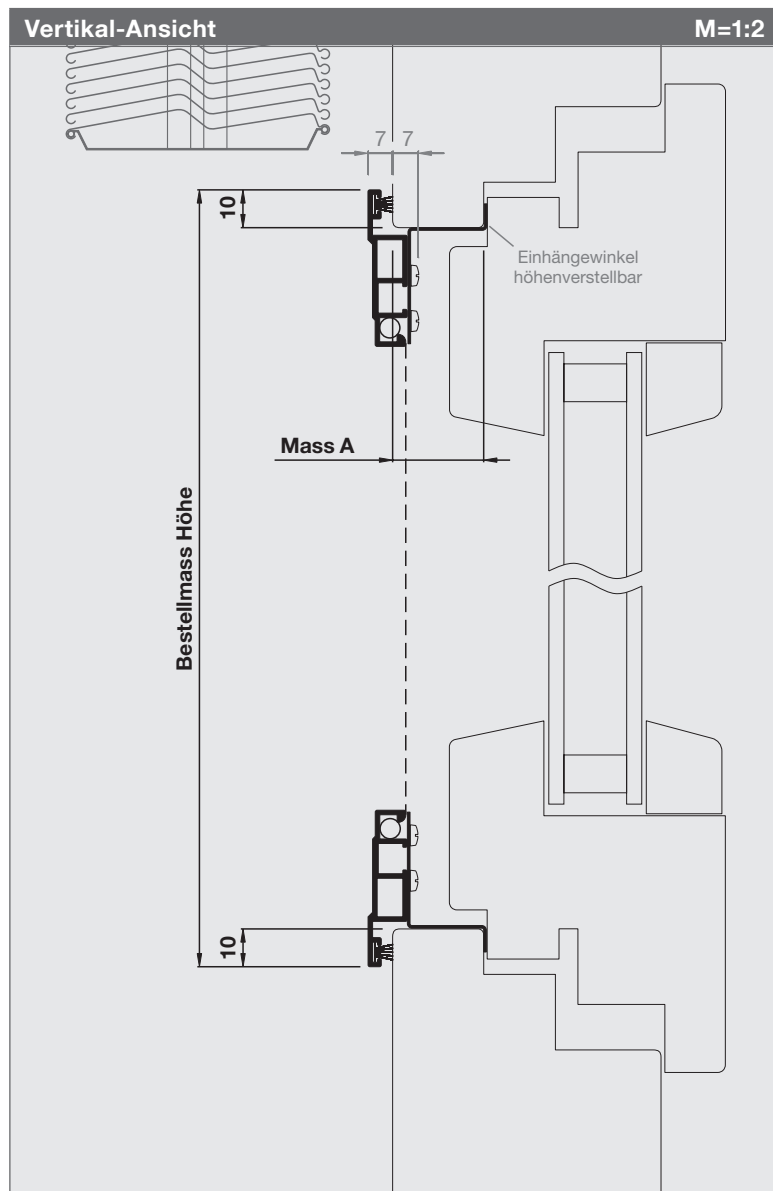 Vertikal-Ansicht M=1:2
7 7
10
Einhängewinkel
höhenverstellbar
Mass A
Bestellmass Höhe
10